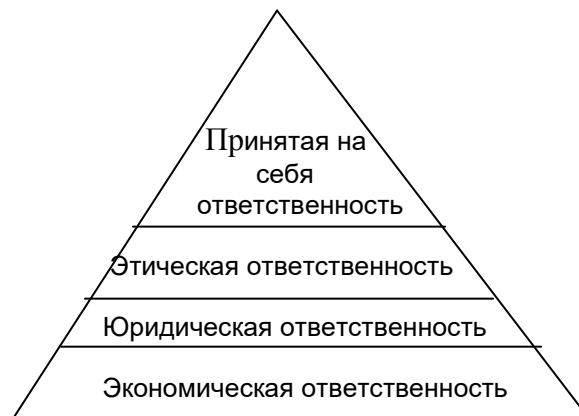 Принятая на
себя
ответственность
Этическая ответственность
Юридическая ответственность
Экономическая ответственность